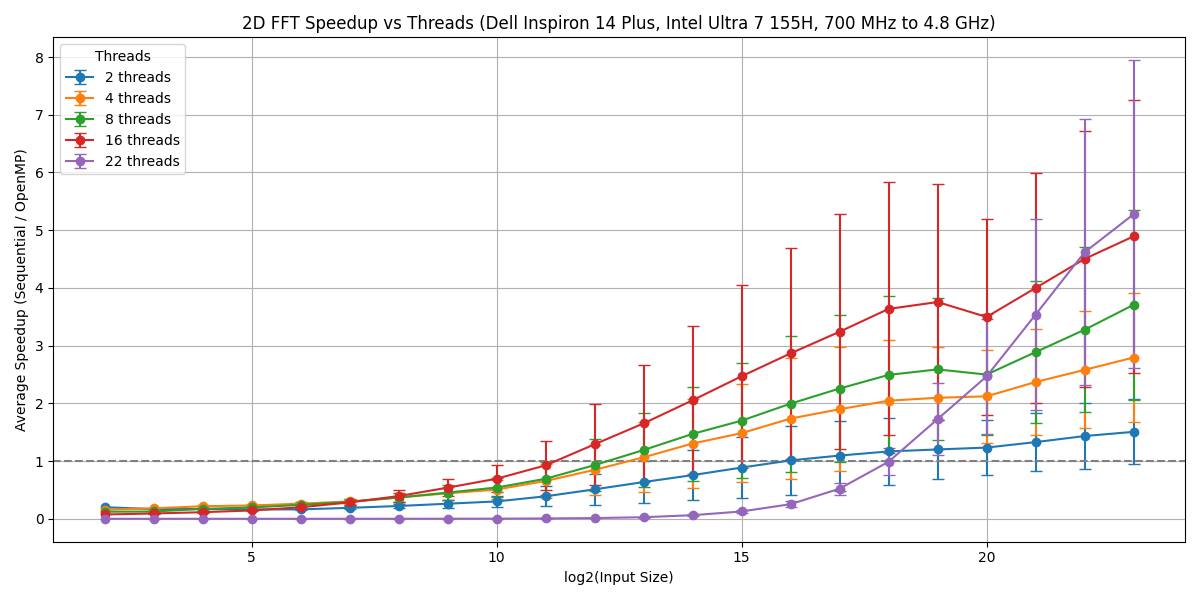 2D FFT Speedup vs Threads (Dell Inspiron 14 Plus, Intel Ultra 7 155H, 700 MHz to 4.8 GHz)
Threads
2 threads
4 threads
8 threads
16 threads
22 threads
Average Speedup (Sequential / OpenMP)
8
7
6
5
4
3
2
1
0
5
10
15
20
log2(Input Size)